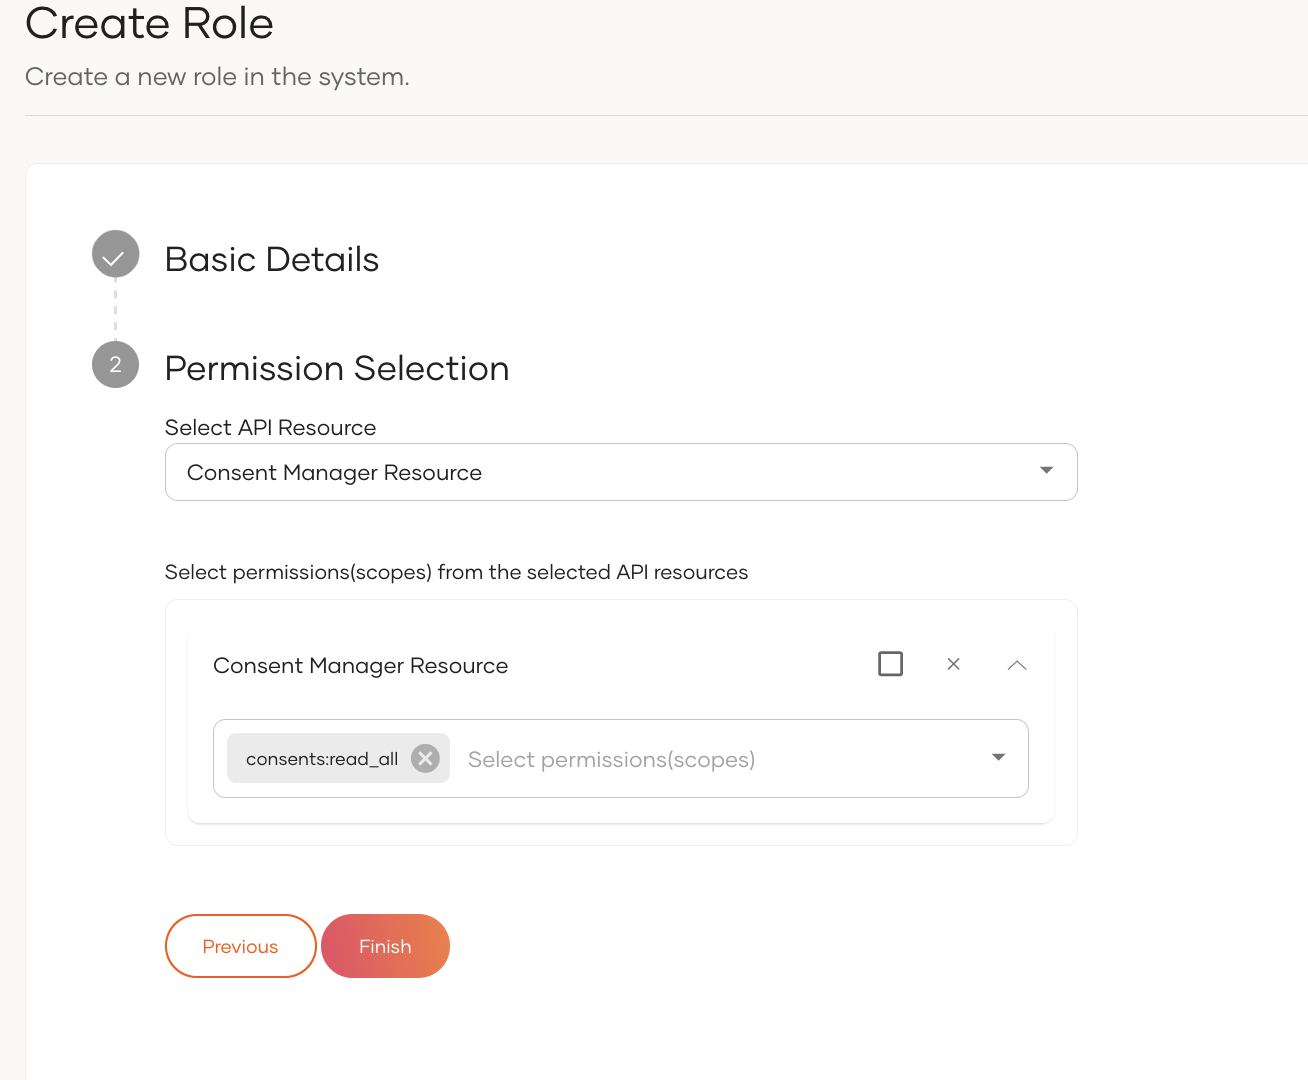 Create Role
Create a new role in the system.
Basic Details
2
Permission Selection
Select API Resource
Consent Manager Resource
Select permissions(scopes) from the selected API resources
Consent Manager Resource
consents:read_all
Select permissions(scopes)
Previous
Finish